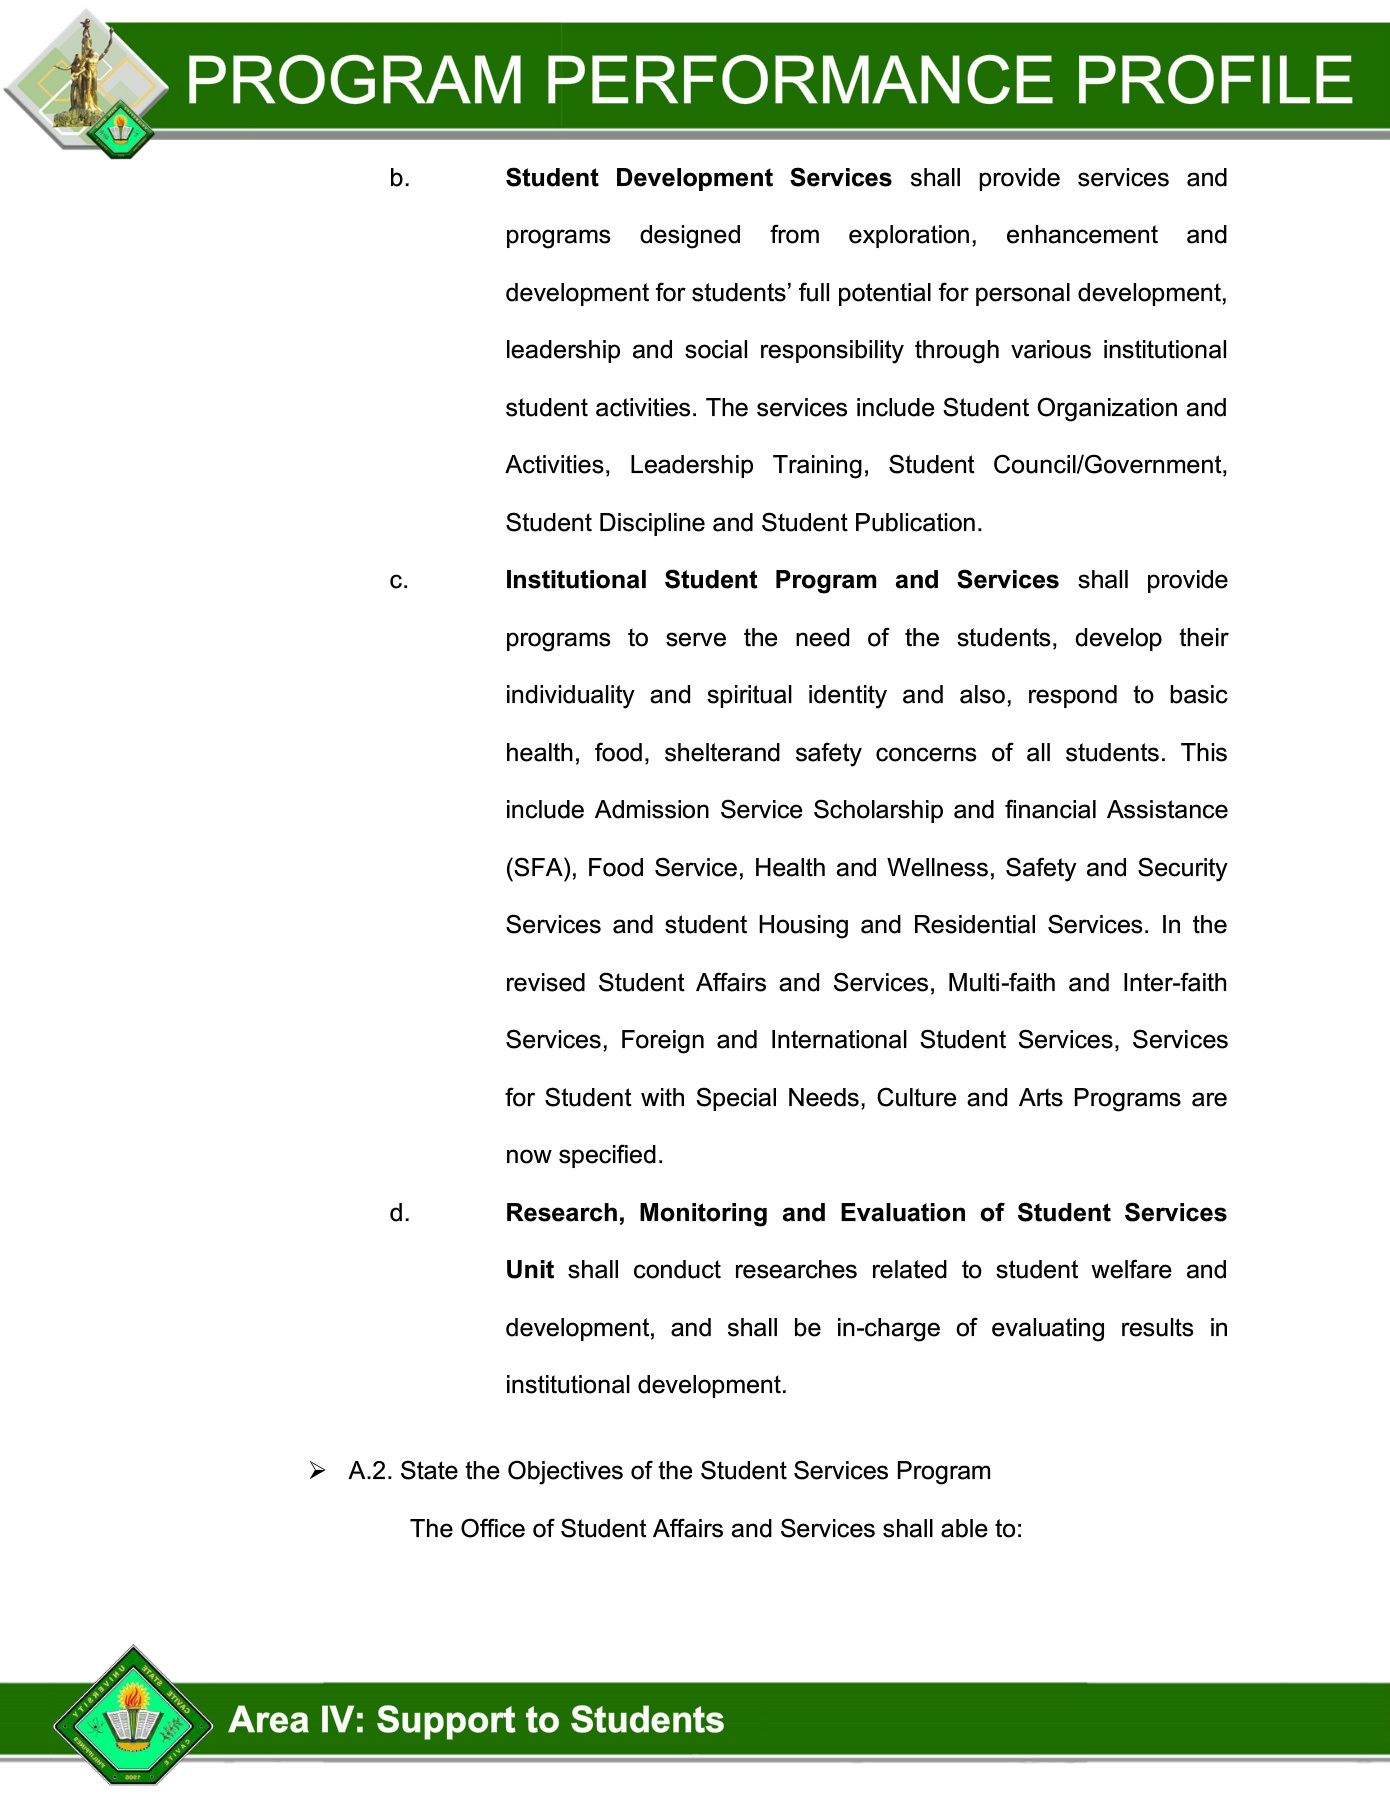 PROGRAM PERFORMANCE PROFILE
b. Student Development Services shall provide services and
programs designed from exploration, enhancement and
development for students’ full potential for personal development,
leadership and social responsibility through various institutional
student activities. The services include Student Organization and
Activities, Leadership Training, Student Council/Government,
Student Discipline and Student Publication.
c. Institutional Student Program and Services shall provide
programs to serve the need of the students, develop their
individuality and spiritual identity and also, respond to basic
health, food, shelterand safety concerns of all students. This
include Admission Service Scholarship and financial Assistance
(SFA), Food Service, Health and Wellness, Safety and Security
Services and student Housing and Residential Services. In the
revised Student Affairs and Services, Multi-faith and Inter-faith
Services, Foreign and International Student Services, Services
for Student with Special Needs, Culture and Arts Programs are
now specified.
d. Research, Monitoring and Evaluation of Student Services
Unit shall conduct researches related to student welfare and
development, and shall be in-charge of evaluating results in
institutional development.
➢ A.2. State the Objectives of the Student Services Program
The Office of Student Affairs and Services shall able to:
CAVITE STATE UNIVERSITY
CAVITE
PHILIPPINES
Area IV: Support to Students